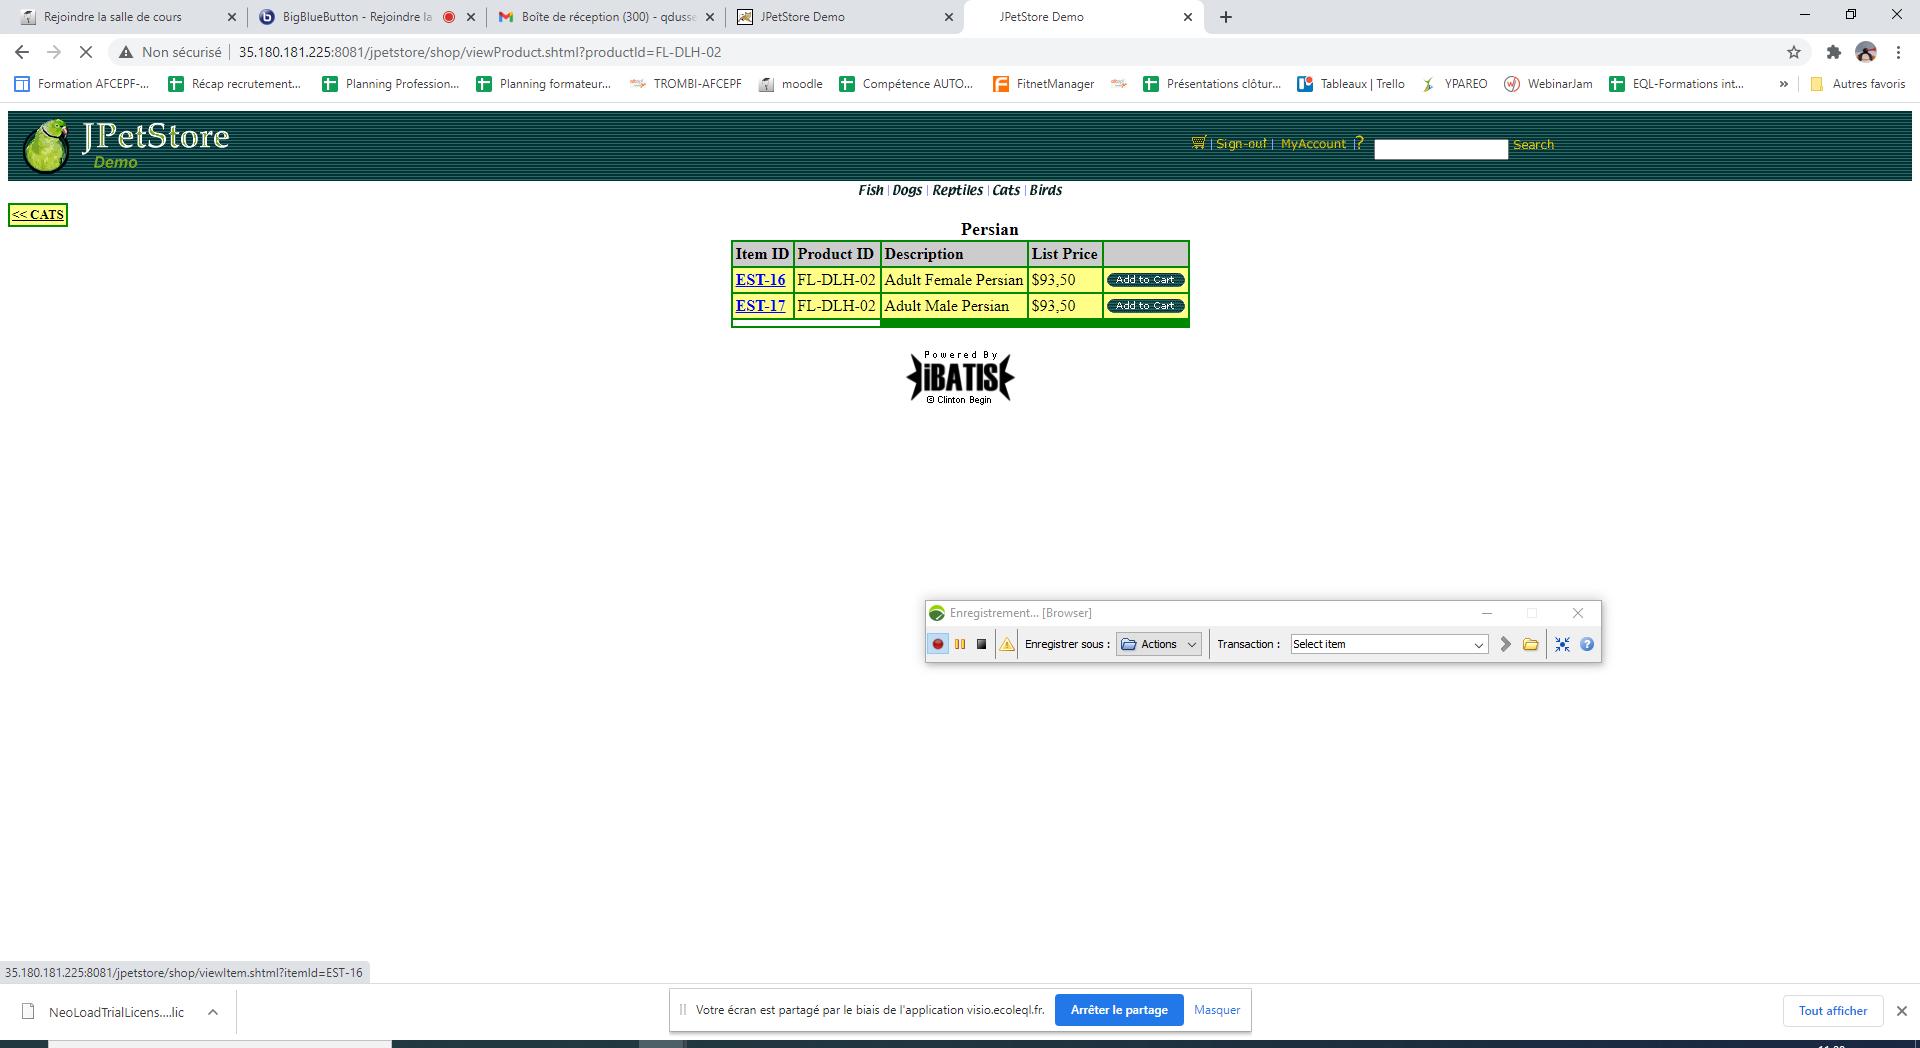 Rejoindre la salle de cours
BigBlueButton - Rejoindre la
Boîte de réception (300) - qdusse
JPetStore Demo
JPetStore Demo
Non sécurisé
35.180.181.225:8081/jpetstore/shop/viewProduct.shtml?productId=FL-DLH-02
Formation AFCEPF-...
Récap recrutement...
Planning Profession...
Planning formateur...
TROMBI-AFCEPF
moodle
Compétence AUTO...
FitnetManager
Présentations clôtur...
Tableaux | Trello
YPAREO
WebinarJam
EQL-Formations int...
»
Autres favoris
JPetStore
Demo
| Sign-out | MyAccount | ?
Search
Fish | Dogs | Reptiles | Cats | Birds
<< CATS
Persian
Item ID Product ID Description List Price
EST-16 FL-DLH-02 Adult Female Persian $93,50 Add to Cart
EST-17 FL-DLH-02 Adult Male Persian $93,50 Add to Cart
Powered By
iBATIS
© Clinton Begin
Enregistrement... [Browser]
Enregistrer sous : Actions Transaction : Select item
35.180.181.225:8081/jpetstore/shop/viewItem.shtml?itemId=EST-16
NeoLoadTrialLicens....lic
Votre écran est partagé par le biais de l'application visio.ecoleql.fr.
Arrêter le partage
Masquer
Tout afficher